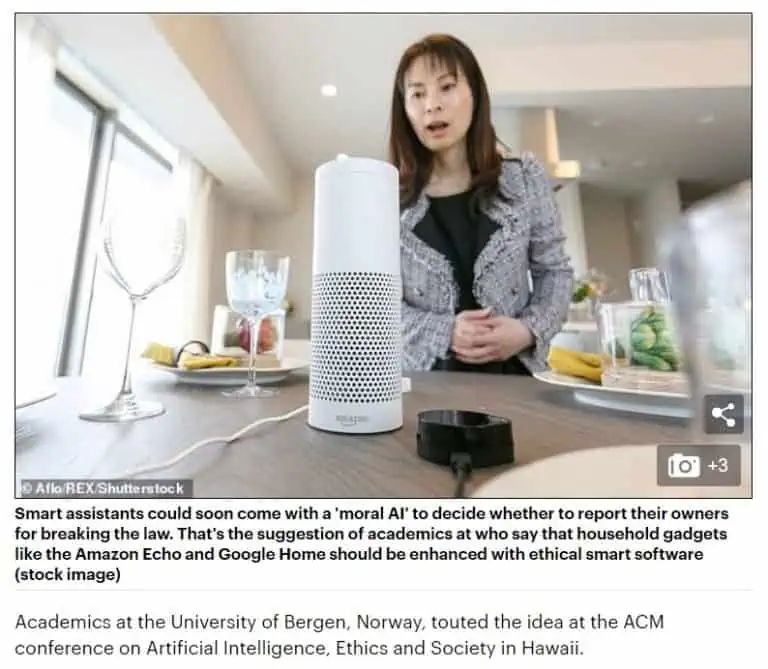 amazon
© Aflo/REX/Shutterstock
+3
Smart assistants could soon come with a 'moral AI' to decide whether to report their owners
for breaking the law. That's the suggestion of academics at who say that household gadgets
like the Amazon Echo and Google Home should be enhanced with ethical smart software
(stock image)
Academics at the University of Bergen, Norway, touted the idea at the ACM
conference on Artificial Intelligence, Ethics and Society in Hawaii.